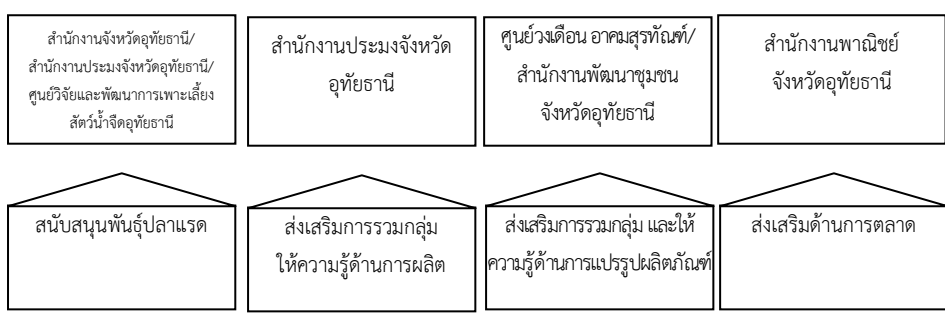 สำนักงานจังหวัดอุทัยธานี/
สำนักงานประมงจังหวัดอุทัยธานี/
ศูนย์วิจัยและพัฒนาการเพาะเลี้ยง
สัตว์น้ำจืดอุทัยธานี
สำนักงานประมงจังหวัด
อุทัยธานี
ศูนย์วงเดือน อาคมสุรทัณฑ์/
สำนักงานพัฒนาชุมชน
จังหวัดอุทัยธานี
สำนักงานพาณิชย์
จังหวัดอุทัยธานี
สนับสนุนพันธุ์ปลาแรด
ส่งเสริมการรวมกลุ่ม
ให้ความรู้ด้านการผลิต
ส่งเสริมการรวมกลุ่ม และให้
ความรู้ด้านการแปรรูปผลิตภัณฑ์
ส่งเสริมด้านการตลาด